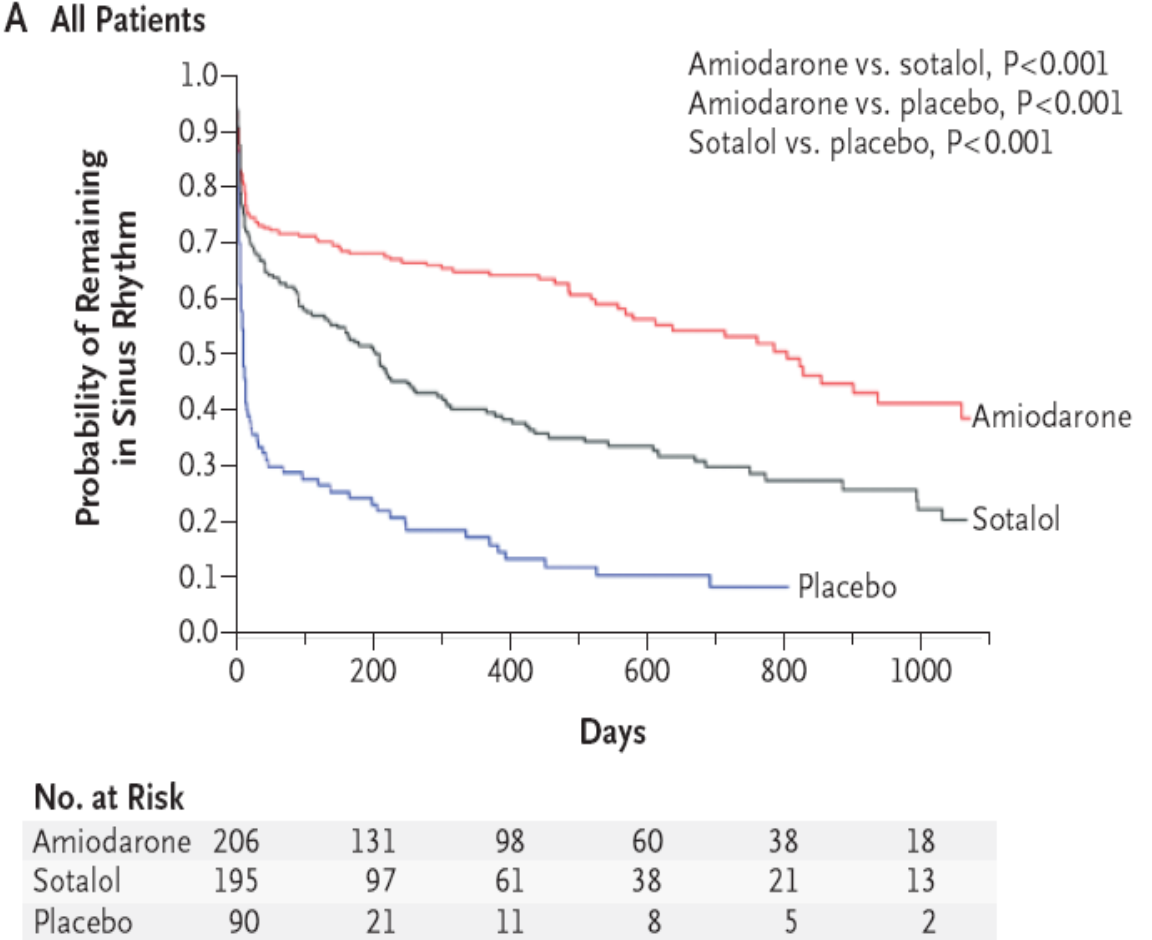 A All Patients
Amiodarone vs. sotalol, P<0.001
Amiodarone vs. placebo, P<0.001
Sotalol vs. placebo, P<0.001
Probability of Remaining
in Sinus Rhythm
1.0
0.9
0.8
0.7
0.6
0.5
0.4
0.3
0.2
0.1
0.0
Amiodarone
Sotalol
Placebo
0 200 400 600 800 1000
Days
No. at Risk
Amiodarone 206 131 98 60 38 18
Sotalol 195 97 61 38 21 13
Placebo 90 21 11 8 5 2